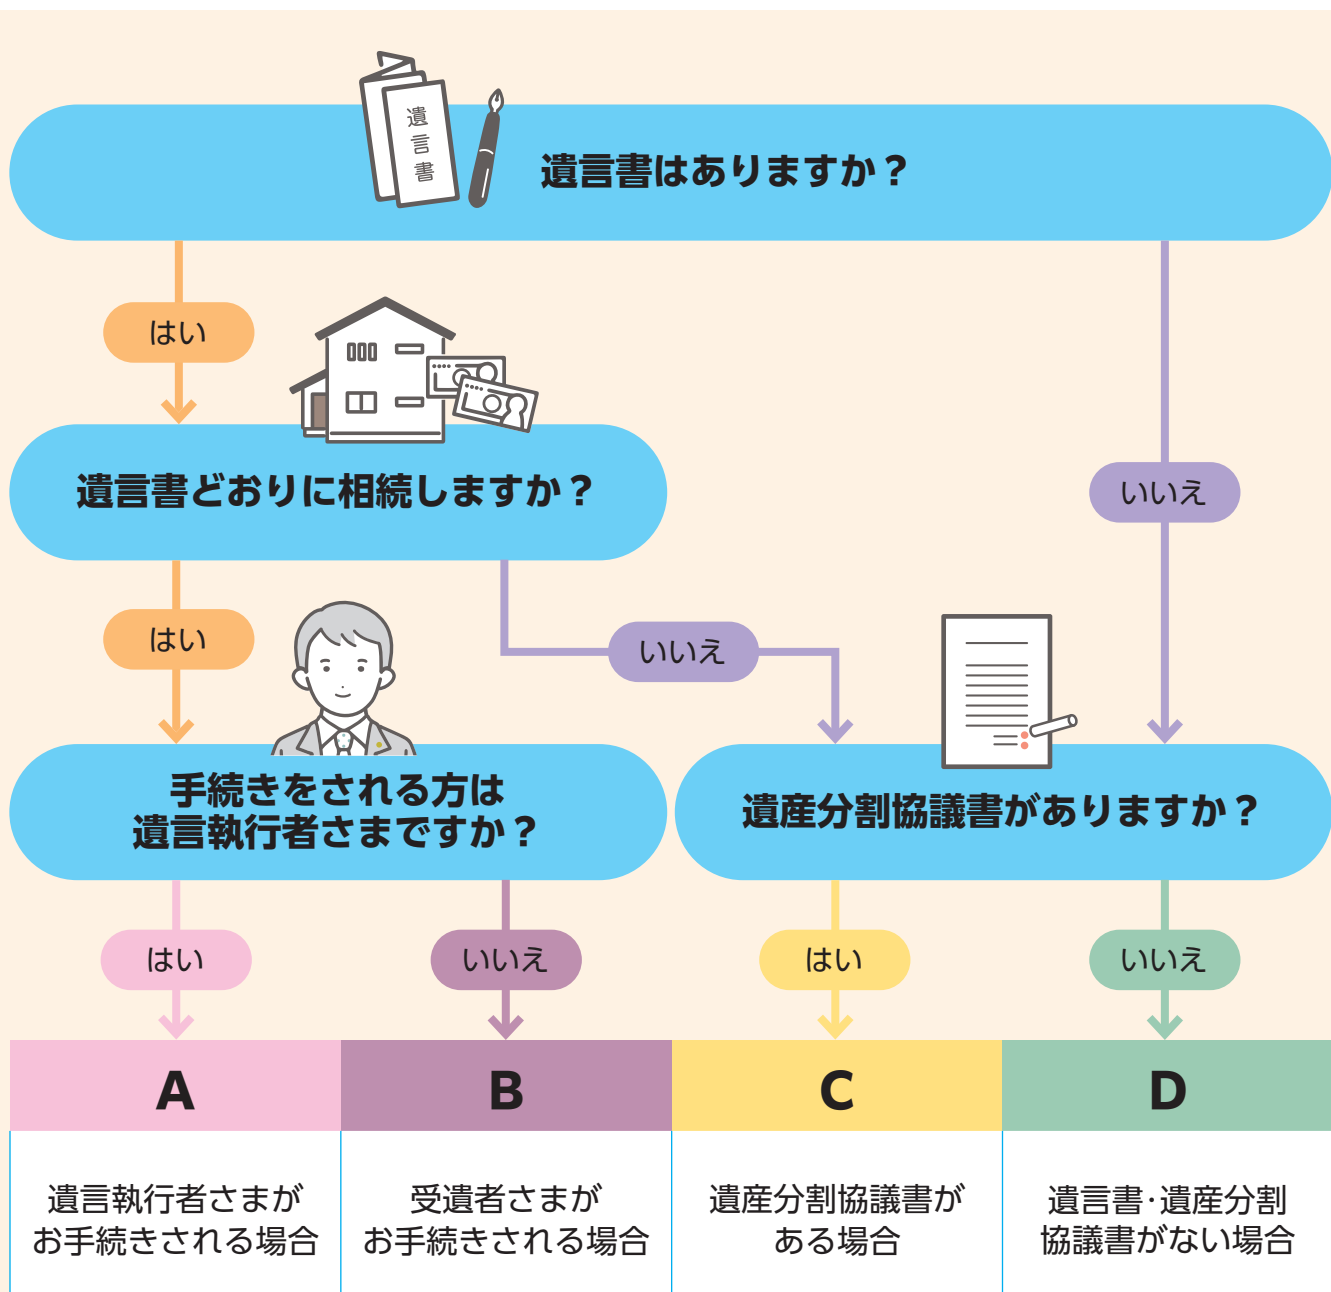 遺言書
遺言書はありますか？
はい
いいえ
遺言書どおりに相続しますか？
はい
いいえ
手続きをされる方は
遺言執行者さまですか？
遺産分割協議書がありますか？
はい
いいえ
はい
いいえ
A
B
C
D
遺言執行者さまが
お手続きされる場合
受遺者さまが
お手続きされる場合
遺産分割協議書が
ある場合
遺言書・遺産分割
協議書がない場合